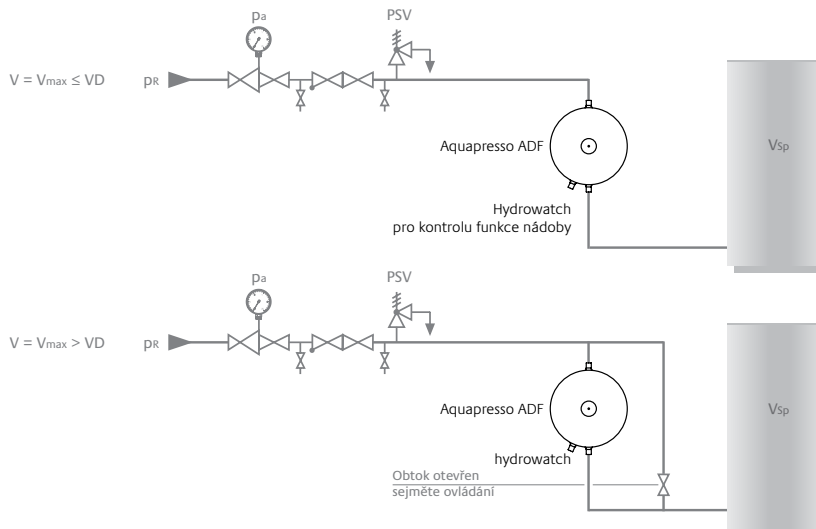 pa
PSV
V = Vmax ≤ VD
pR
Aquapresso ADF
VSp
Hydrowatch
pro kontrolu funkce nádoby
pa
PSV
V = Vmax > VD
pR
Aquapresso ADF
VSp
hydrowatch
Obtok otevřen
sejměte ovládání